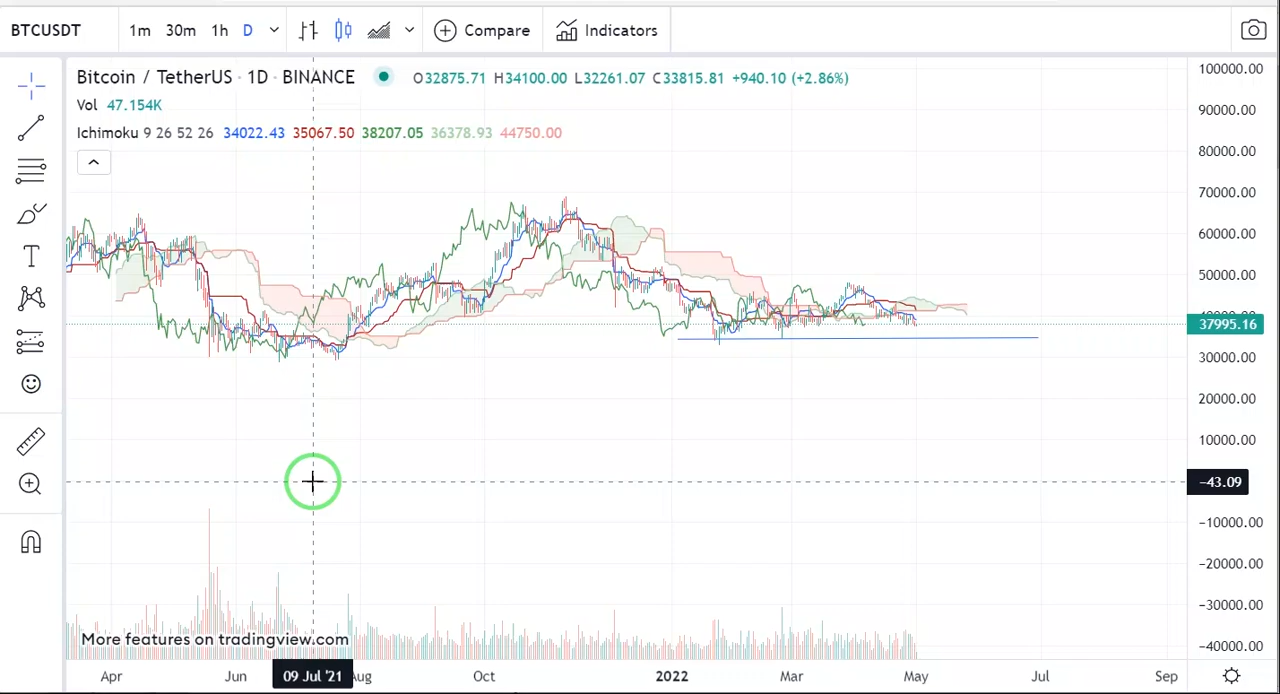 BTCUSDT 1m 30m 1h D Compare Indicators
Bitcoin / TetherUS · 1D · BINANCE O32875.71 H34100.00 L32261.07 C33815.81 +940.10 (+2.86%)
Vol 47.154K
Ichimoku 9 26 52 26 34022.43 35067.50 38207.05 36378.93 44750.00
100000.00
90000.00
80000.00
70000.00
60000.00
50000.00
37995.16
30000.00
20000.00
10000.00
−43.09
−10000.00
−20000.00
−30000.00
−40000.00
More features on tradingview.com
Apr Jun 09 Jul '21 Aug Oct 2022 Mar May Jul Sep